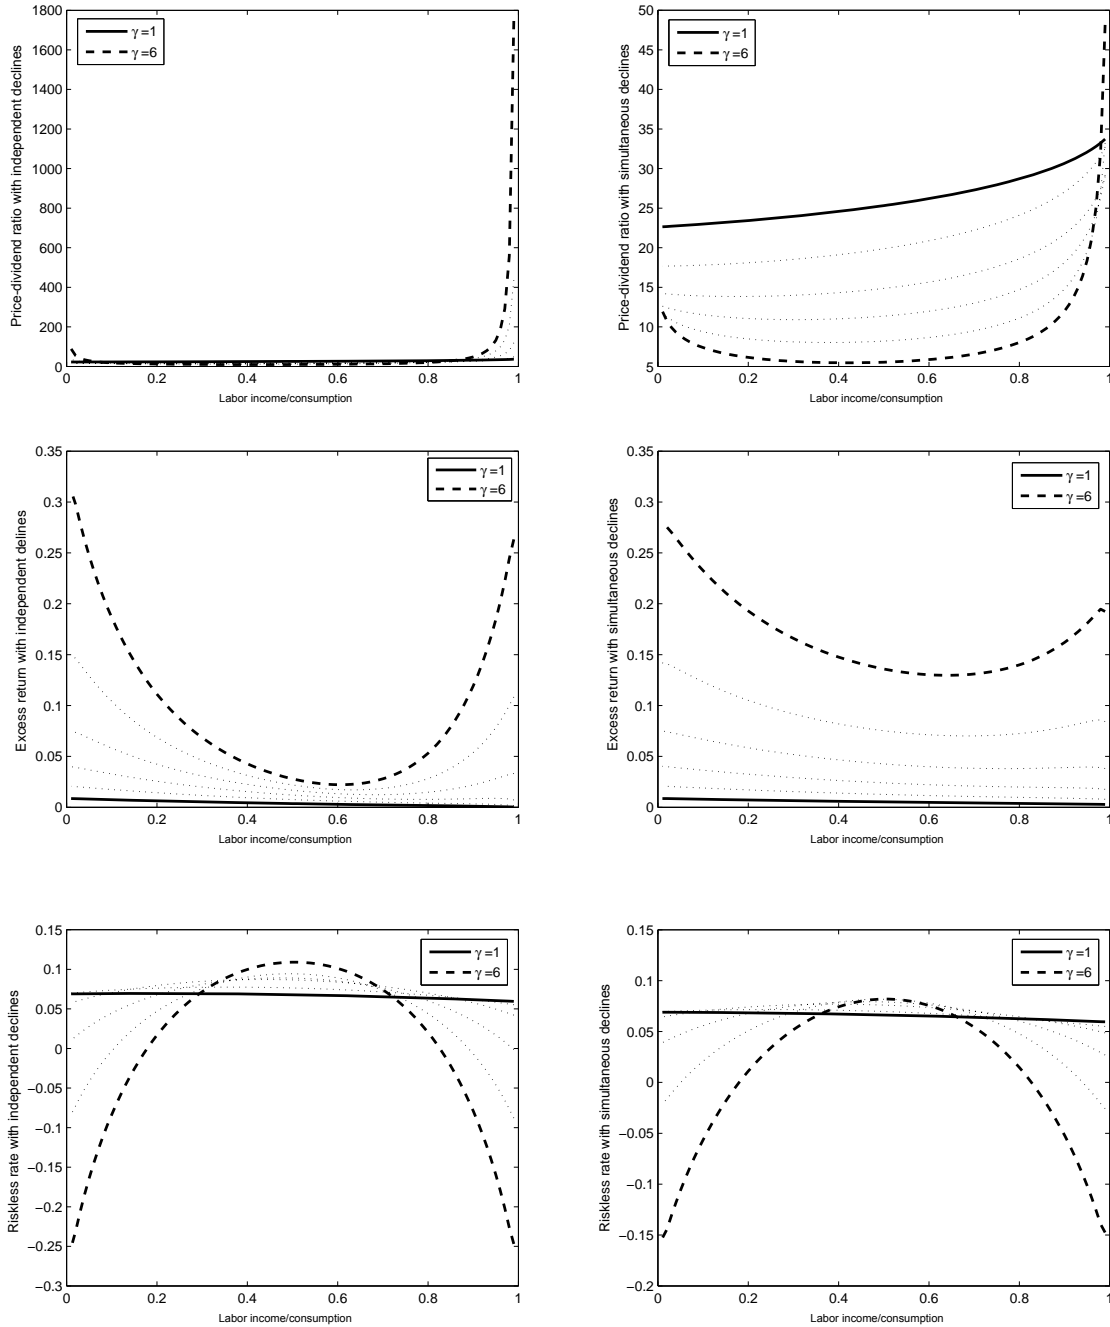 Price-dividend ratio with independent declines
1800
1600
1400
1200
1000
800
600
400
200
0
γ=1
γ=6
0 0.2 0.4 0.6 0.8 1
Labor income/consumption
Price-dividend ratio with simultaneous declines
50
45
40
35
30
25
20
15
10
5
γ=1
γ=6
0 0.2 0.4 0.6 0.8 1
Labor income/consumption
Excess return with independent delines
0.35
0.3
0.25
0.2
0.15
0.1
0.05
0
γ=1
γ=6
0 0.2 0.4 0.6 0.8 1
Labor income/consumption
Excess return with simultaneous declines
0.35
0.3
0.25
0.2
0.15
0.1
0.05
0
γ=1
γ=6
0 0.2 0.4 0.6 0.8 1
Labor income/consumption
Riskless rate with independent declines
0.15
0.1
0.05
0
−0.05
−0.1
−0.15
−0.2
−0.25
−0.3
γ=1
γ=6
0 0.2 0.4 0.6 0.8 1
Labor income/consumption
Riskless rate with simultaneous declines
0.15
0.1
0.05
0
−0.05
−0.1
−0.15
−0.2
γ=1
γ=6
0 0.2 0.4 0.6 0.8 1
Labor income/consumption